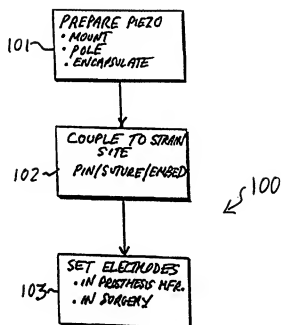 PREPARE PIEZO
• MOUNT
• POLE
• ENCAPSULATE
101
COUPLE TO STRAIN
SITE
PIN/SUTURE/EMBED
102
100
SET ELECTRODES
• IN PROSTHESIS MFR.
• IN SURGERY
103